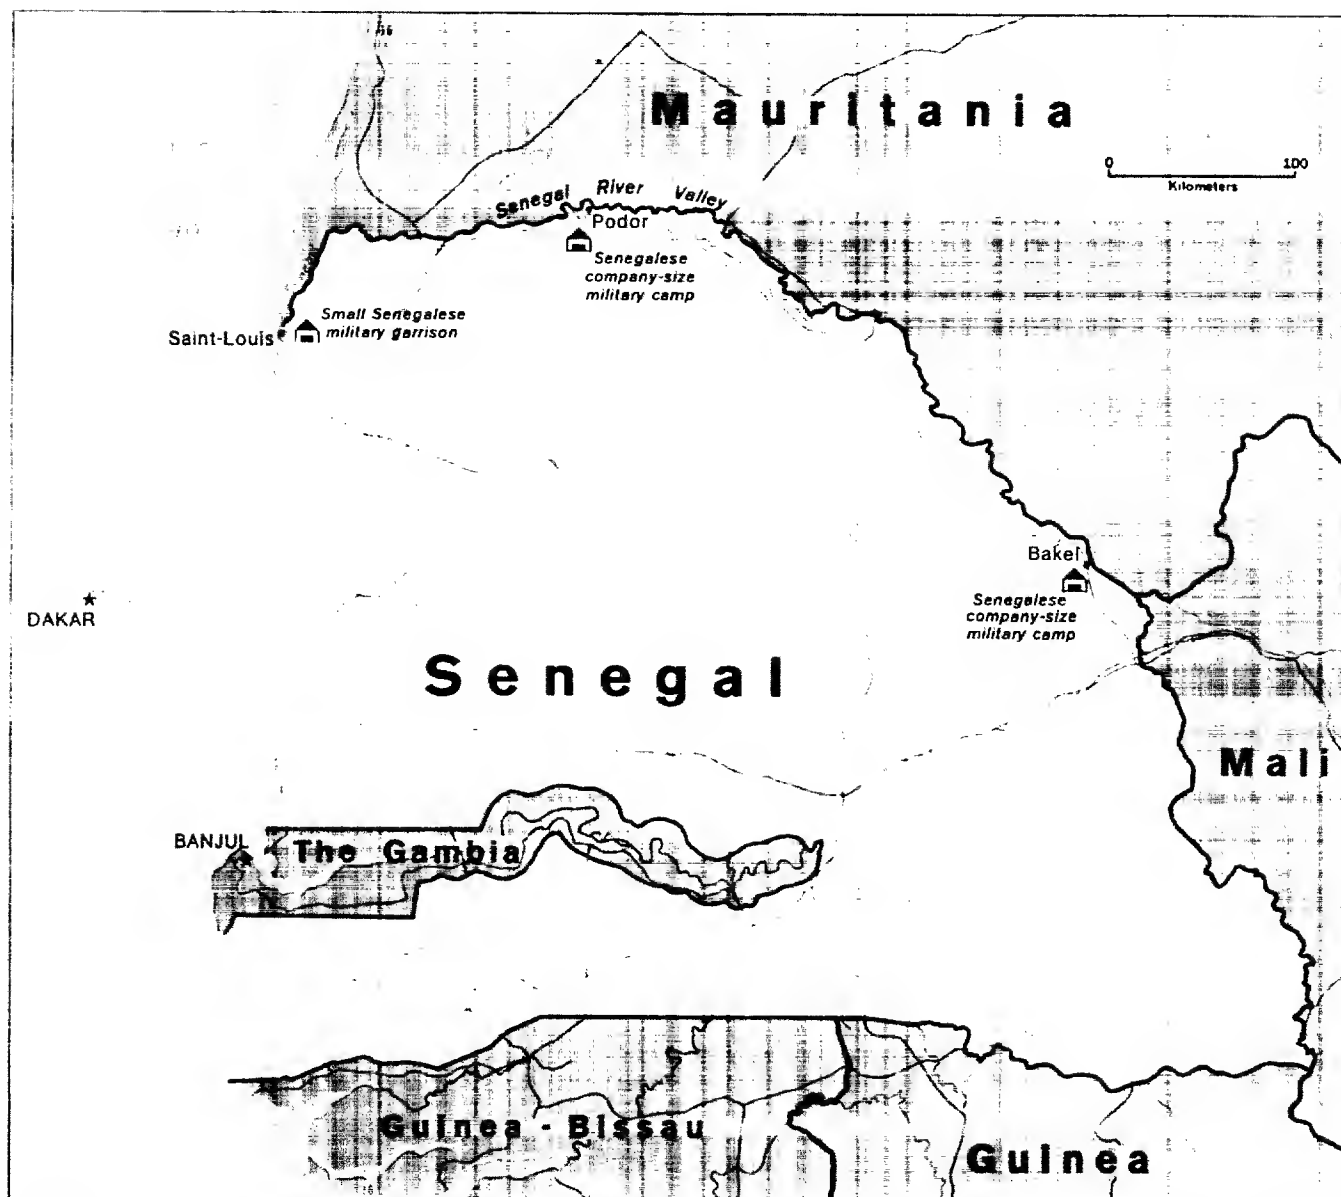 Mauritania
0 100
Kilometers
Senegal River Valley
Podor
Senegalese
company-size
military camp
Small Senegalese
military garrison
Saint-Louis
Bakel
Senegalese
company-size
military camp
DAKAR
Senegal
Mali
BANJUL
The Gambia
Guinea - Bissau
Guinea